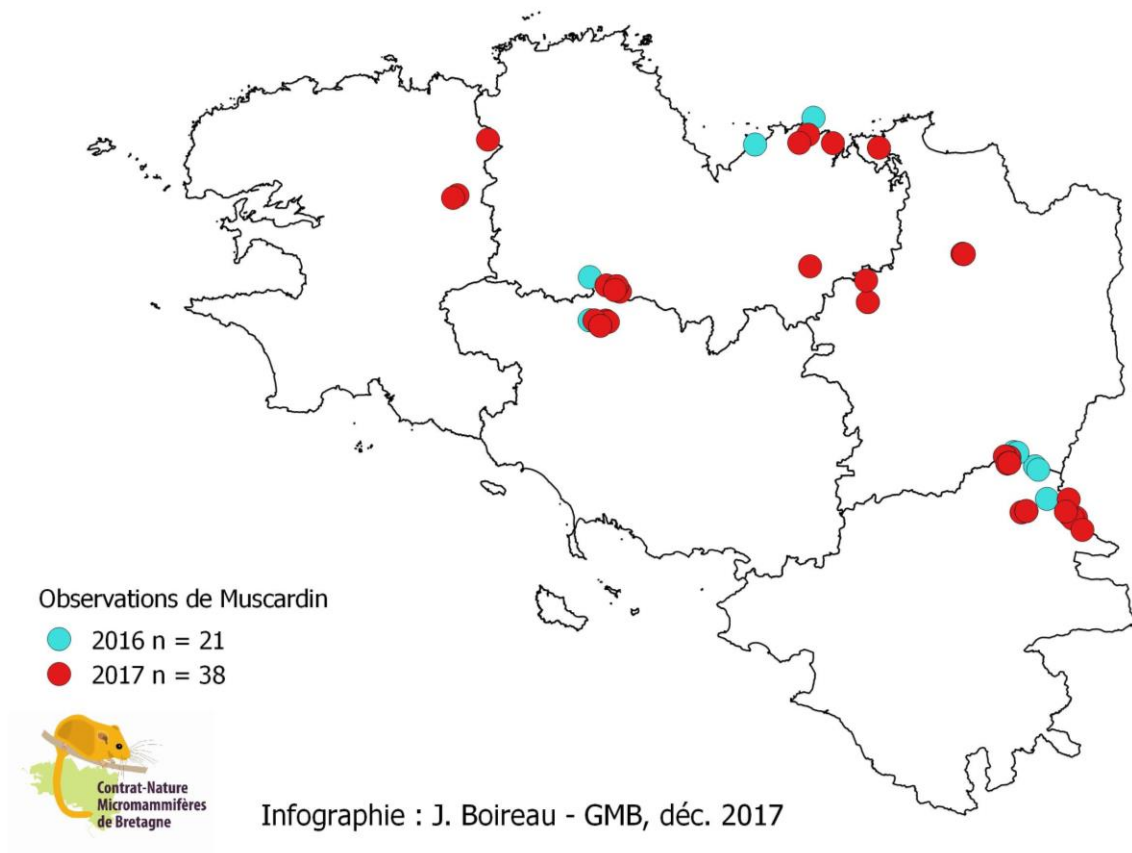 Observations de Muscardin
2016 n = 21
2017 n = 38
Contrat-Nature
Micromammifères
de Bretagne
Infographie : J. Boireau - GMB, déc. 2017